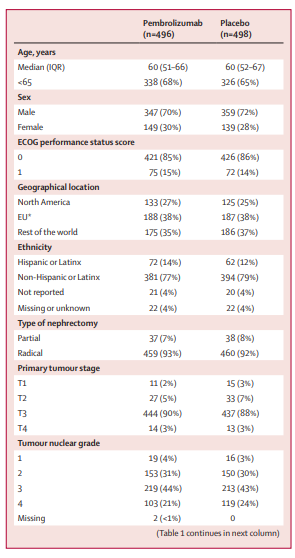 Pembrolizumab (n=496) Placebo (n=498)
Age, years
Median (IQR) 60 (51–66) 60 (52–67)
<65 338 (68%) 326 (65%)
Sex
Male 347 (70%) 359 (72%)
Female 149 (30%) 139 (28%)
ECOG performance status score
0 421 (85%) 426 (86%)
1 75 (15%) 72 (14%)
Geographical location
North America 133 (27%) 125 (25%)
EU* 188 (38%) 187 (38%)
Rest of the world 175 (35%) 186 (37%)
Ethnicity
Hispanic or Latinx 72 (14%) 62 (12%)
Non-Hispanic or Latinx 381 (77%) 394 (79%)
Not reported 21 (4%) 20 (4%)
Missing or unknown 22 (4%) 22 (4%)
Type of nephrectomy
Partial 37 (7%) 38 (8%)
Radical 459 (93%) 460 (92%)
Primary tumour stage
T1 11 (2%) 15 (3%)
T2 27 (5%) 33 (7%)
T3 444 (90%) 437 (88%)
T4 14 (3%) 13 (3%)
Tumour nuclear grade
1 19 (4%) 16 (3%)
2 153 (31%) 150 (30%)
3 219 (44%) 213 (43%)
4 103 (21%) 119 (24%)
Missing 2 (<1%) 0
(Table 1 continues in next column)